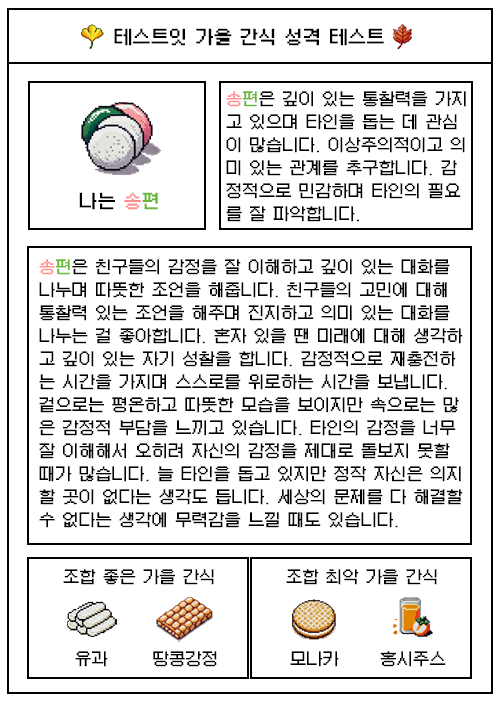 테스트잇 가을 간식 성격 테스트
나는 송편
송편은 깊이 있는 통찰력을 가지
고 있으며 타인을 돕는 데 관심
이 많습니다. 이상주의적이고 의
미 있는 관계를 추구합니다. 감
정적으로 민감하며 타인의 필요
를 잘 파악합니다.
송편은 친구들의 감정을 잘 이해하고 깊이 있는 대화를
나누며 따뜻한 조언을 해줍니다. 친구들의 고민에 대해
통찰력 있는 조언을 해주며 진지하고 의미 있는 대화를
나누는 걸 좋아합니다. 혼자 있을 땐 미래에 대해 생각하
고 깊이 있는 자기 성찰을 합니다. 감정적으로 재충전하
는 시간을 가지며 스스로를 위로하는 시간을 보냅니다.
겉으로는 평온하고 따뜻한 모습을 보이지만 속으로는 많
은 감정적 부담을 느끼고 있습니다. 타인의 감정을 너무
잘 이해해서 오히려 자신의 감정을 제대로 돌보지 못할
때가 많습니다. 늘 타인을 돕고 있지만 정작 자신은 의지
할 곳이 없다는 생각도 듭니다. 세상의 문제를 다 해결할
수 없다는 생각에 무력감을 느낄 때도 있습니다.
조합 좋은 가을 간식
유과
땅콩강정
조합 최악 가을 간식
모나카
홍시주스